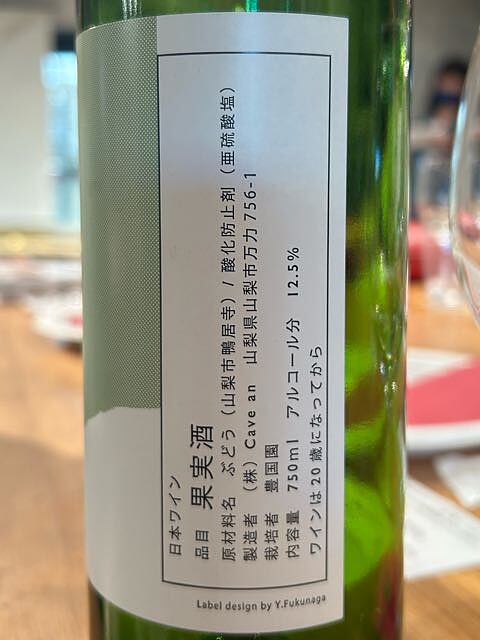 日本ワイン
品目 果実酒
原材料名 ぶどう（山梨市鴨居寺）/ 酸化防止剤（亜硫酸塩）
製造者 （株）Cave an 山梨県山梨市万力756-1
栽培者 豊国園
内容量 750ml アルコール分 12.5%
ワインは20歳になってから
Label design by Y.Fukunaga